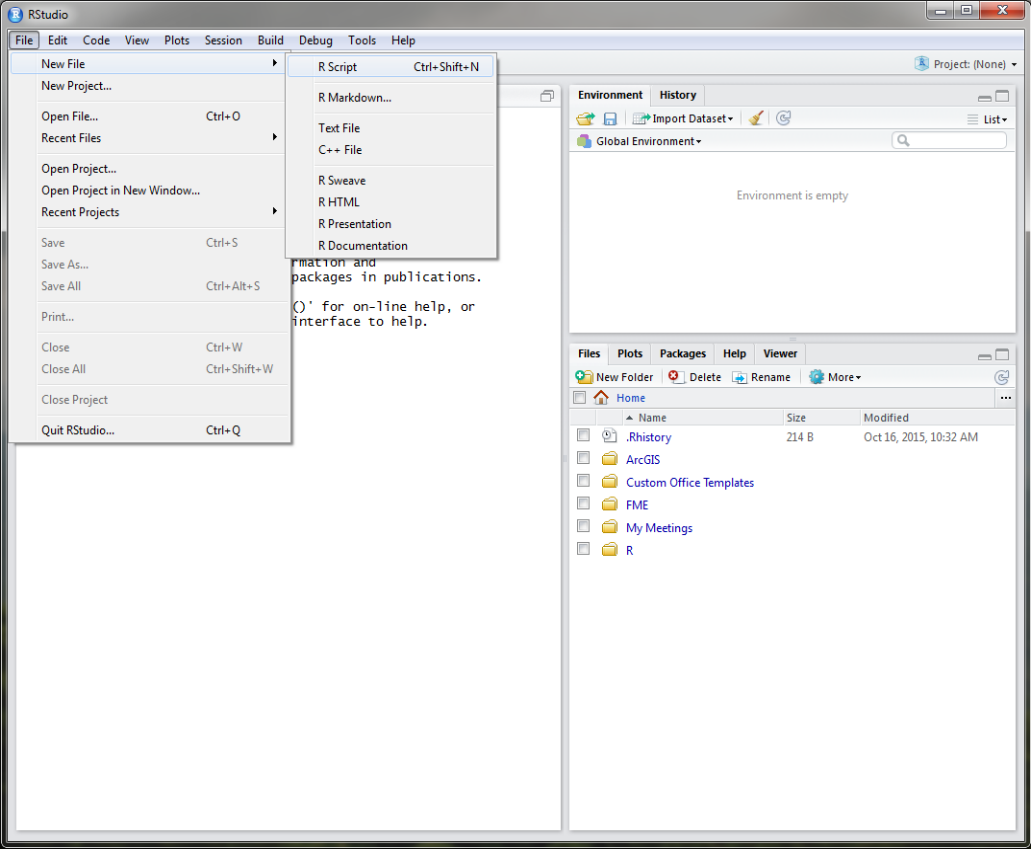 RStudio
File Edit Code View Plots Session Build Debug Tools Help
Project: (None)
New File
New Project...
Open File... Ctrl+O
Recent Files
Open Project...
Open Project in New Window...
Recent Projects
Save Ctrl+S
Save As...
Save All Ctrl+Alt+S
Print...
Close Ctrl+W
Close All Ctrl+Shift+W
Close Project
Quit RStudio... Ctrl+Q
R Script Ctrl+Shift+N
R Markdown...
Text File
C++ File
R Sweave
R HTML
R Presentation
R Documentation
rmation and
packages in publications.
()' for on-line help, or
interface to help.
Environment History
Import Dataset List
Global Environment
Environment is empty
Files Plots Packages Help Viewer
New Folder Delete Rename More
Home ...
Name Size Modified
.Rhistory 214 B Oct 16, 2015, 10:32 AM
ArcGIS
Custom Office Templates
FME
My Meetings
R